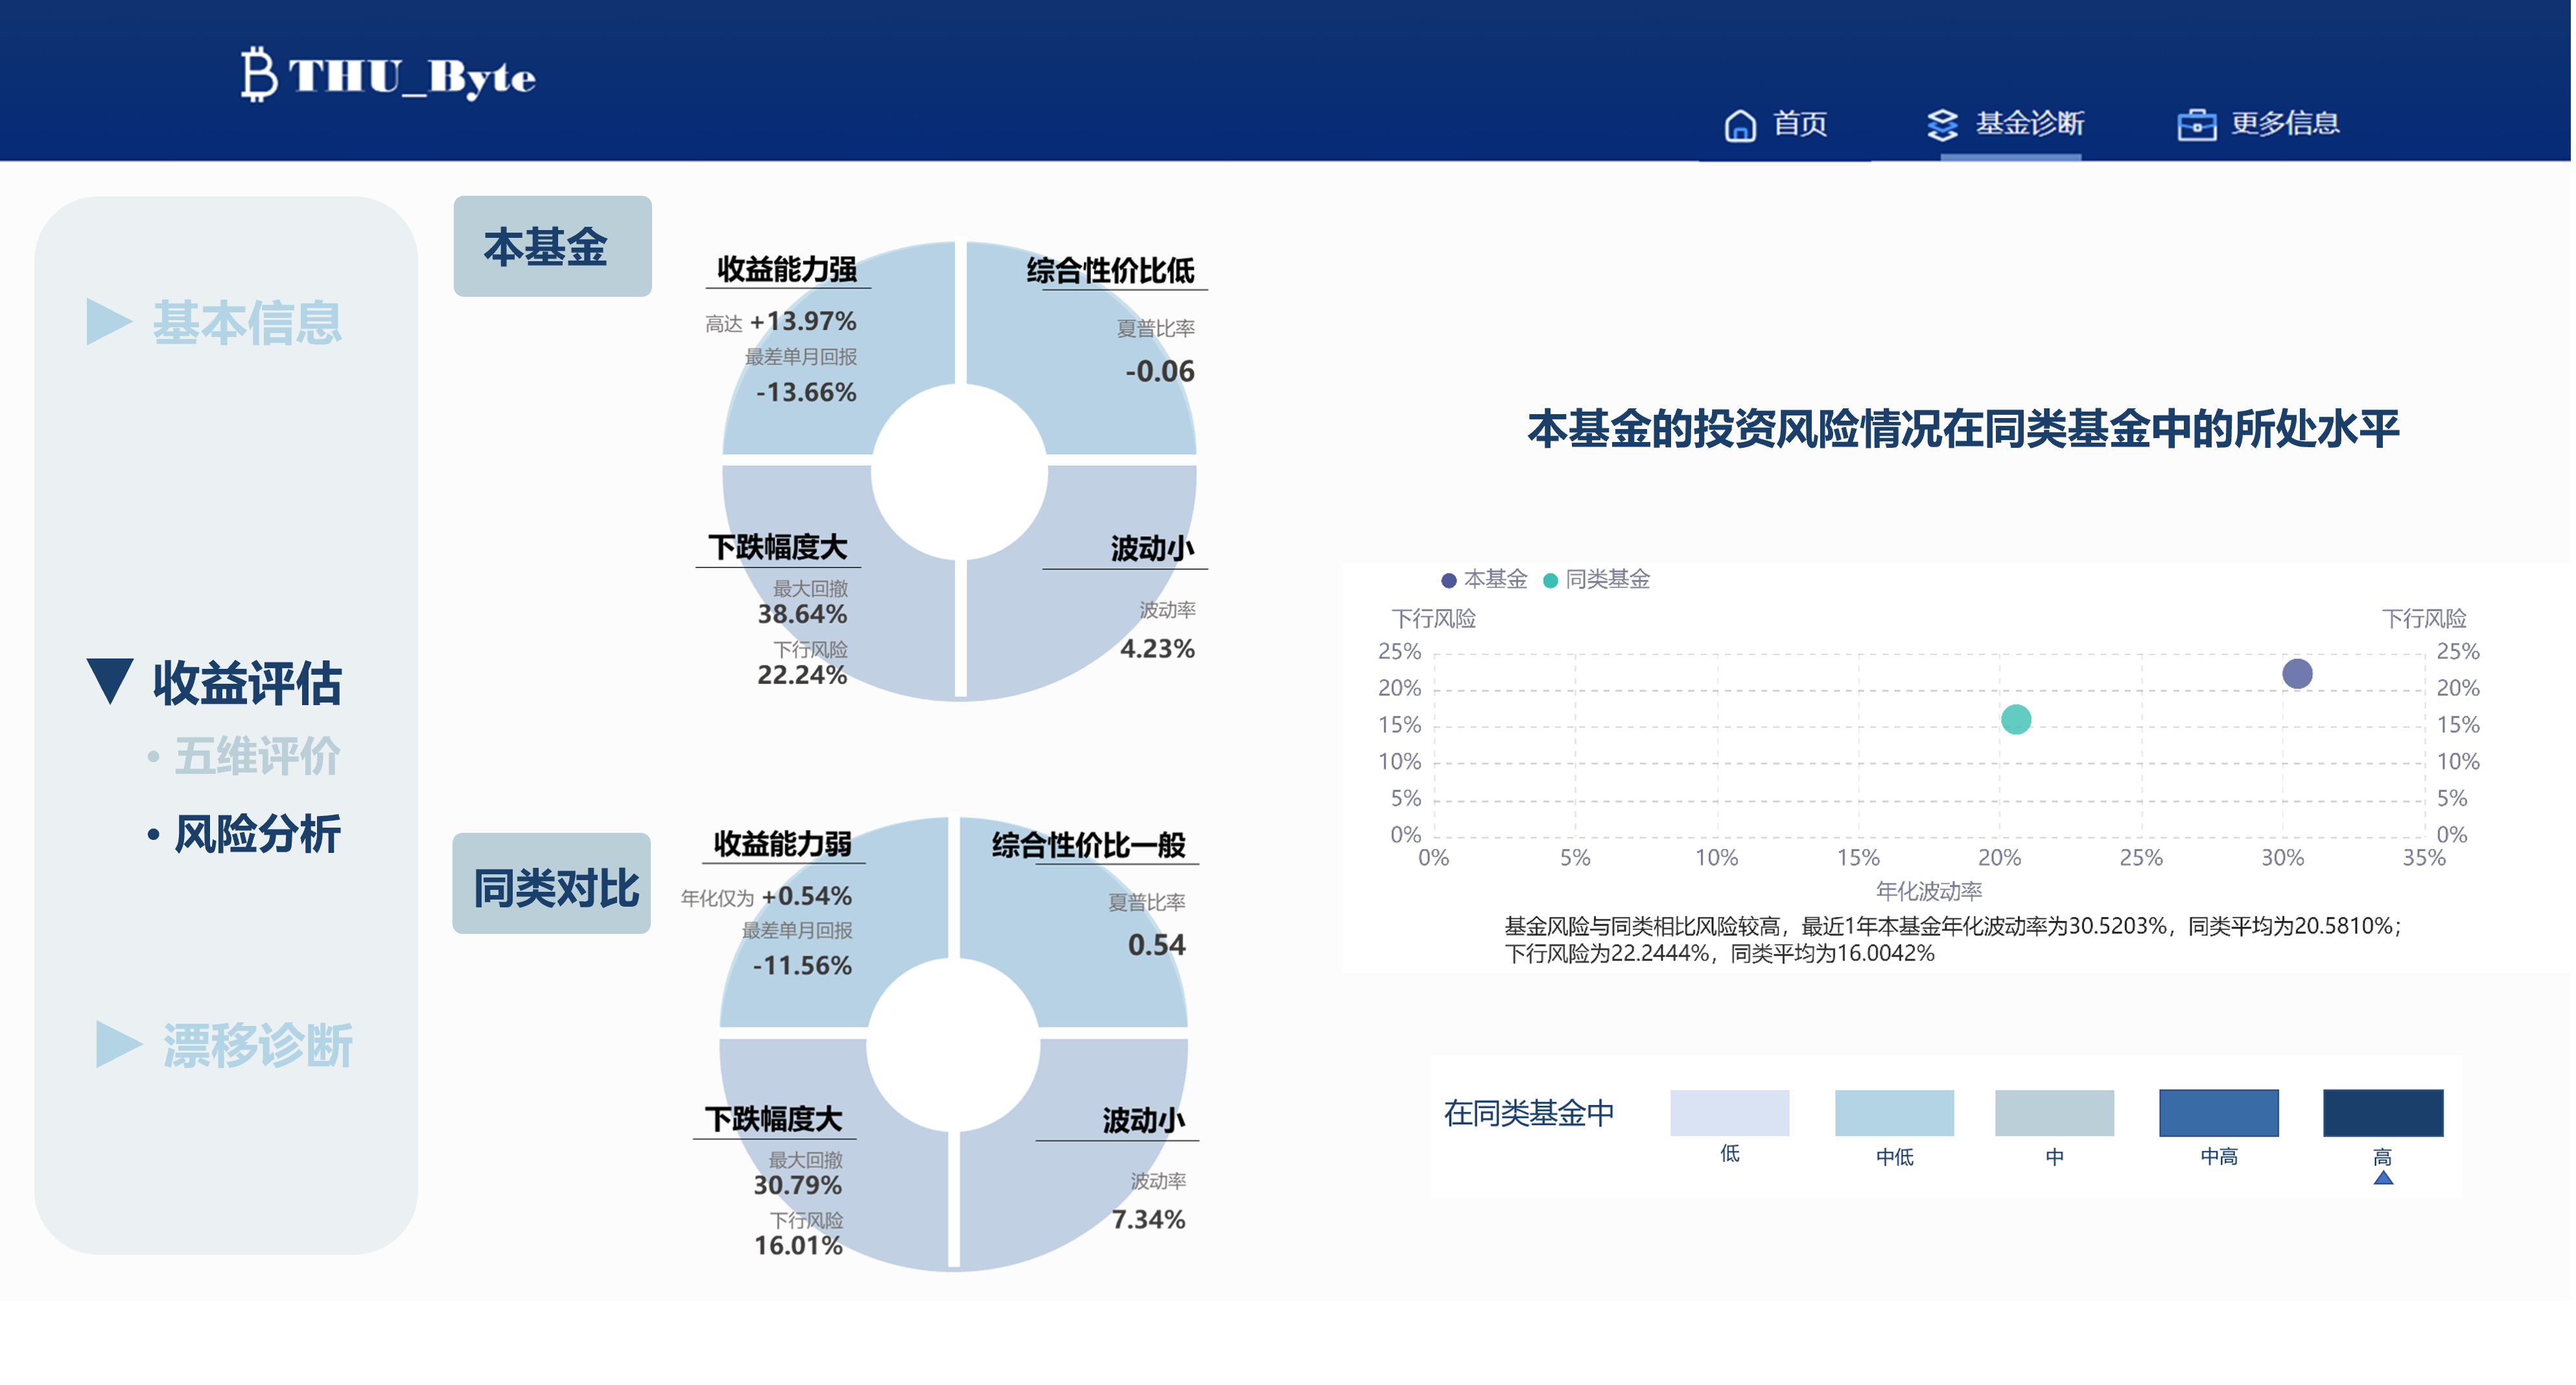 THU_Byte
首页
基金诊断
更多信息
基本信息
收益评估
• 五维评价
• 风险分析
漂移诊断
本基金
收益能力强
高达 +13.97%
最差单月回报
-13.66%
综合性价比低
夏普比率
-0.06
下跌幅度大
最大回撤
38.64%
下行风险
22.24%
波动小
波动率
4.23%
同类对比
收益能力弱
年化仅为 +0.54%
最差单月回报
-11.56%
综合性价比一般
夏普比率
0.54
下跌幅度大
最大回撤
30.79%
下行风险
16.01%
波动小
波动率
7.34%
本基金的投资风险情况在同类基金中的所处水平
本基金 同类基金
下行风险 下行风险
25% 25%
20% 20%
15% 15%
10% 10%
5% 5%
0% 0%
0% 5% 10% 15% 20% 25% 30% 35%
年化波动率
基金风险与同类相比风险较高，最近1年本基金年化波动率为30.5203%，同类平均为20.5810%；
下行风险为22.2444%，同类平均为16.0042%
在同类基金中
低 中低 中 中高 高